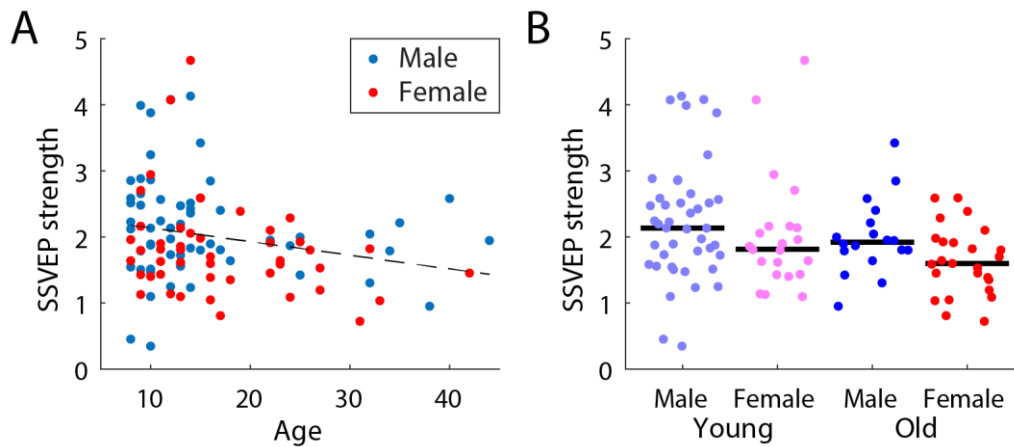 A
SSVEP strength
5
4
3
2
1
0
10
20
30
40
Age
Male
Female
B
SSVEP strength
5
4
3
2
1
0
Male
Female
Male
Female
Young
Old